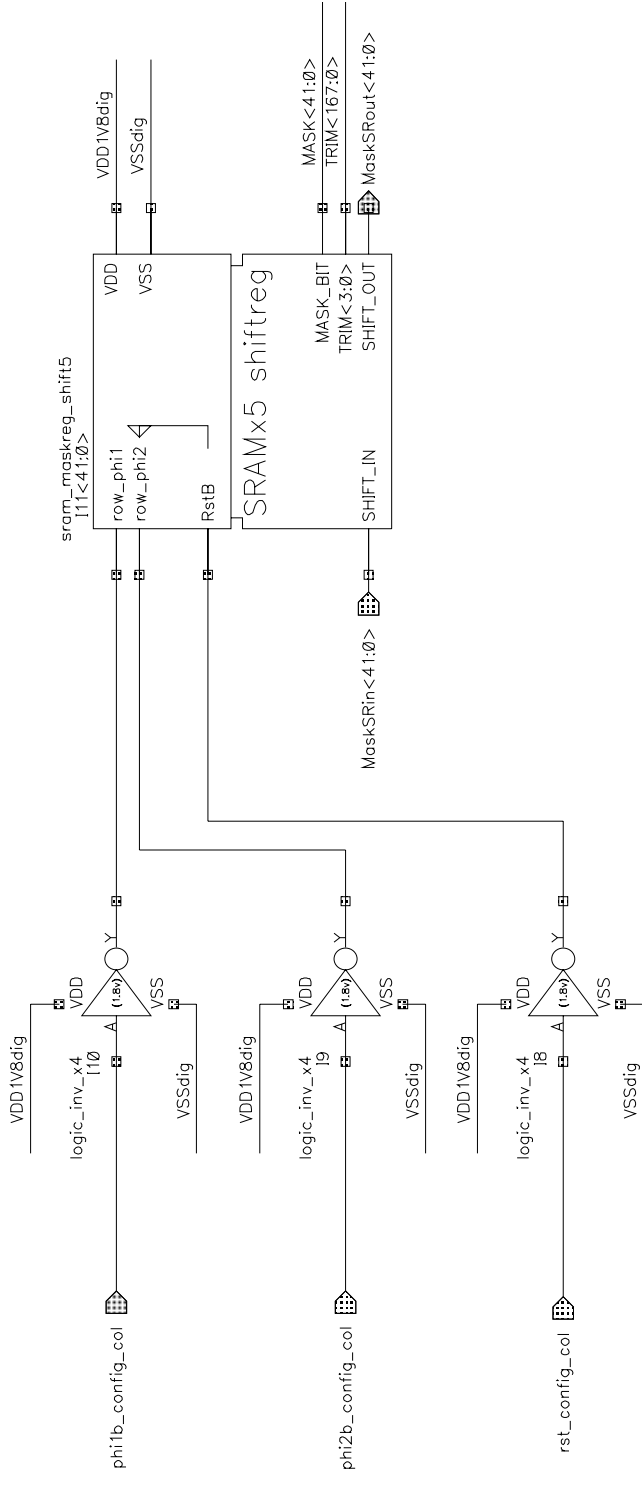 VDD1V8dig
VSSdig
MASK<41:0>
TRIM<167:0>
MaskSRout<41:0>
sram_maskreg_shift5
I11<41:0>
VDD
VSS
row_phi1
row_phi2
RstB
SRAMx5 shiftreg
MASK_BIT
TRIM<3:0>
SHIFT_OUT
SHIFT_IN
MaskSRin<41:0>
VDD1V8dig
VDD
logic_inv_x4
I10
A
(1.8v)
Y
VSS
VSSdig
phi1b_config_col
VDD1V8dig
VDD
logic_inv_x4
I9
A
(1.8v)
Y
VSS
VSSdig
phi2b_config_col
VDD1V8dig
VDD
logic_inv_x4
I8
A
(1.8v)
Y
VSS
VSSdig
rst_config_col